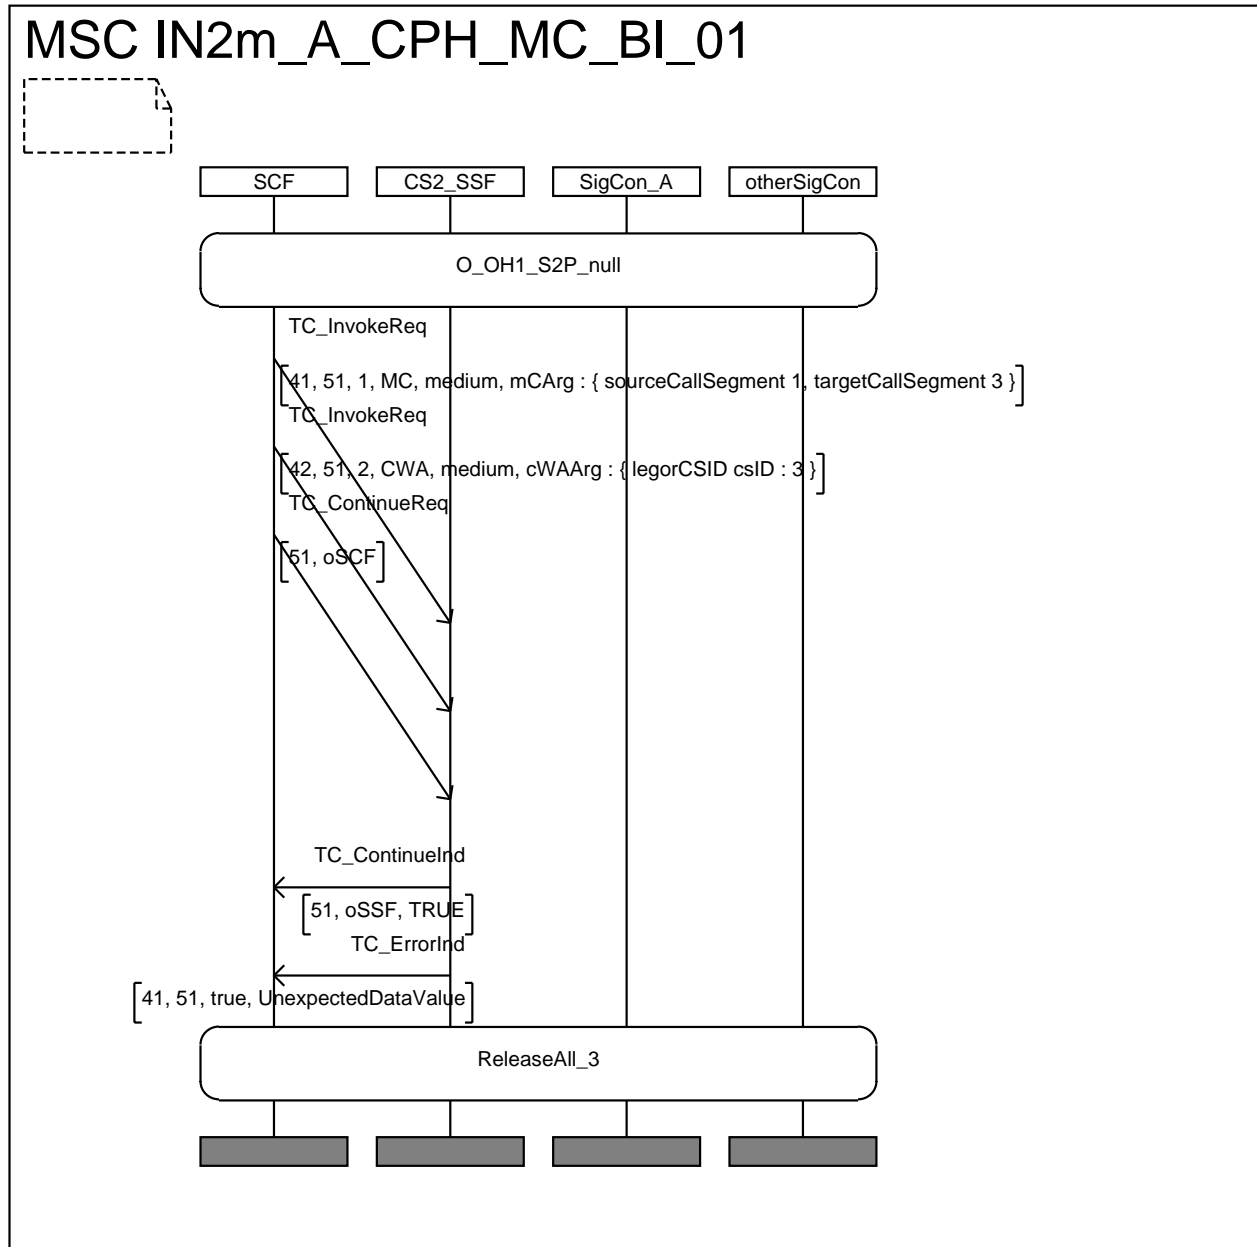 MSC IN2m_A_CPH_MC_BI_01
SCF CS2_SSF SigCon_A otherSigCon
O_OH1_S2P_null
TC_InvokeReq
41, 51, 1, MC, medium, mCArg : { sourceCallSegment 1, targetCallSegment 3 }
TC_InvokeReq
42, 51, 2, CWA, medium, cWAArg : { legorCSID csID : 3 }
TC_ContinueReq
51, oSCF
TC_ContinueInd
51, oSSF, TRUE
TC_ErrorInd
41, 51, true, UnexpectedDataValue
ReleaseAll_3